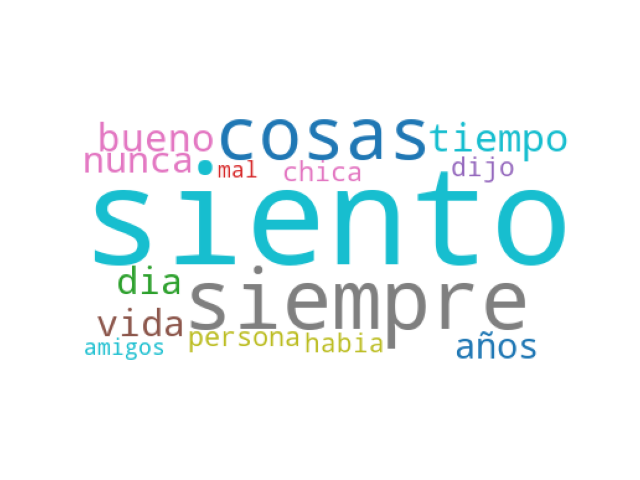 bueno cosas tiempo
nunca mal chica dijo
siento
dia siempre
vida persona habia años
amigos